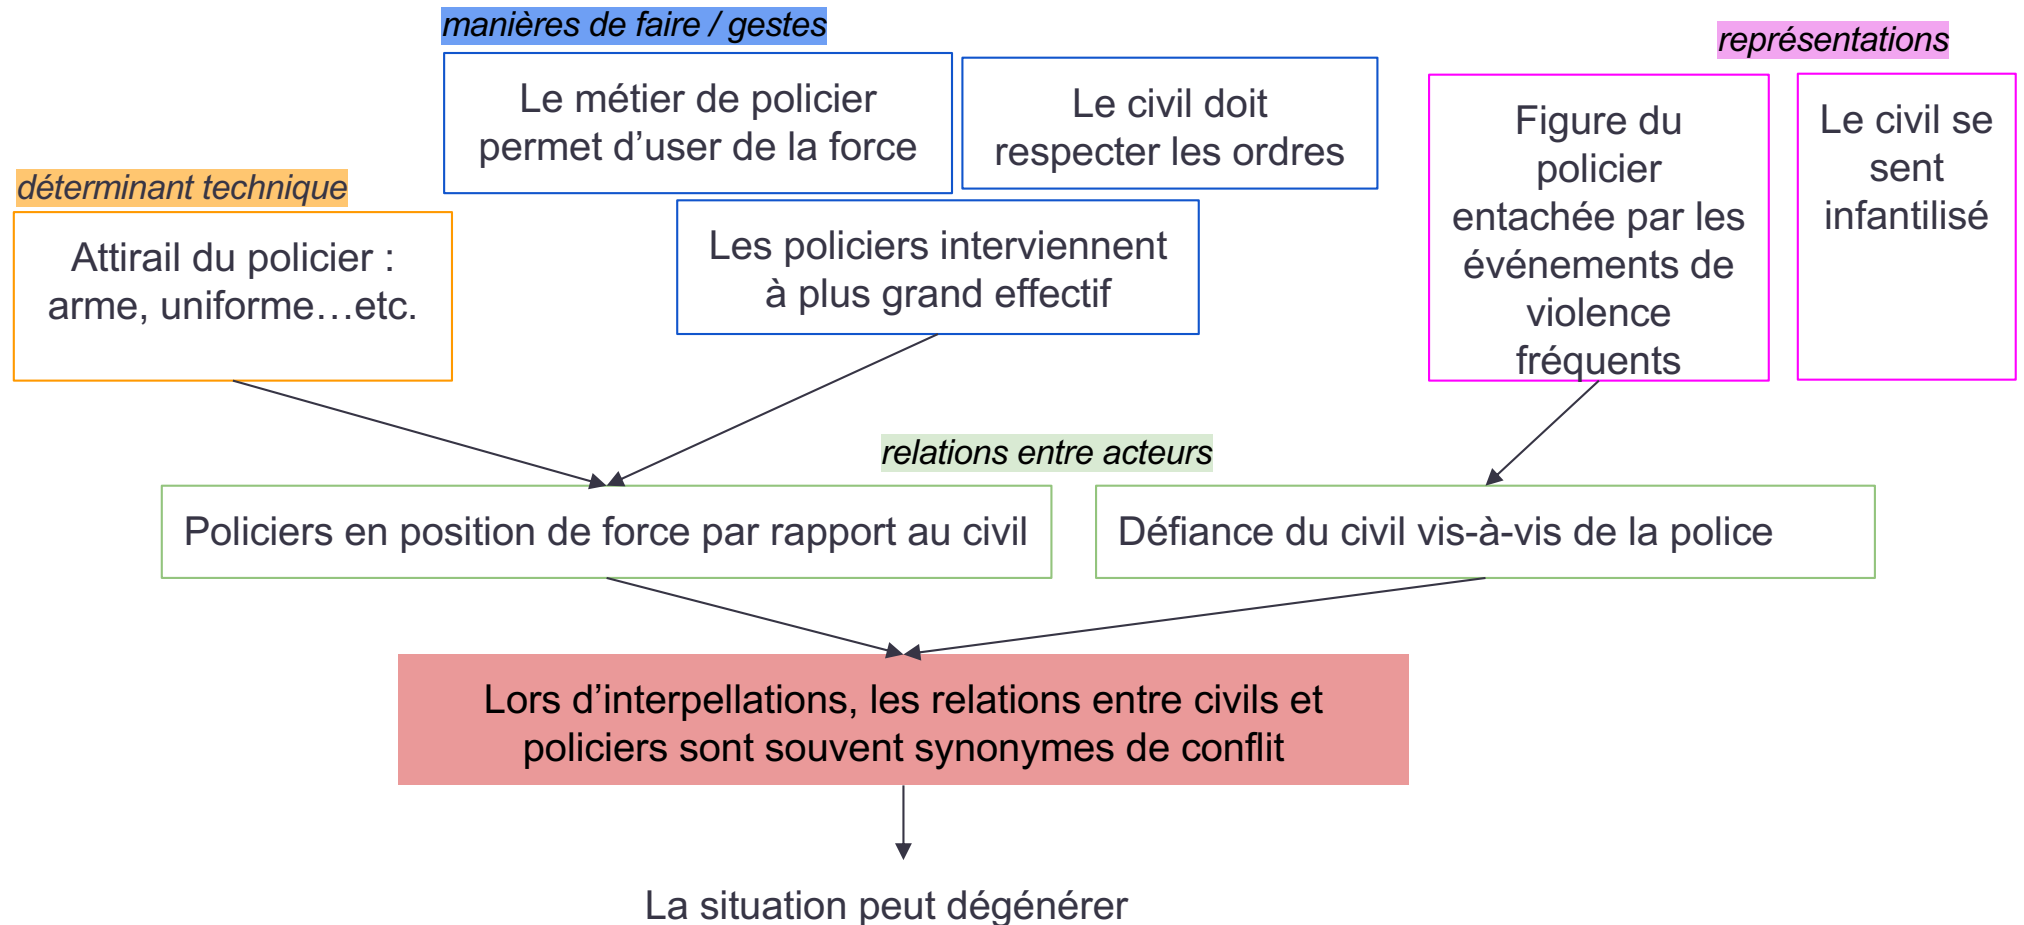 manières de faire / gestes
Le métier de policier
permet d’user de la force
Le civil doit
respecter les ordres
Les policiers interviennent
à plus grand effectif
déterminant technique
Attirail du policier :
arme, uniforme…etc.
représentations
Figure du
policier
entachée par les
événements de
violence
fréquents
Le civil se
sent
infantilisé
relations entre acteurs
Policiers en position de force par rapport au civil
Défiance du civil vis-à-vis de la police
Lors d’interpellations, les relations entre civils et
policiers sont souvent synonymes de conflit
La situation peut dégénérer